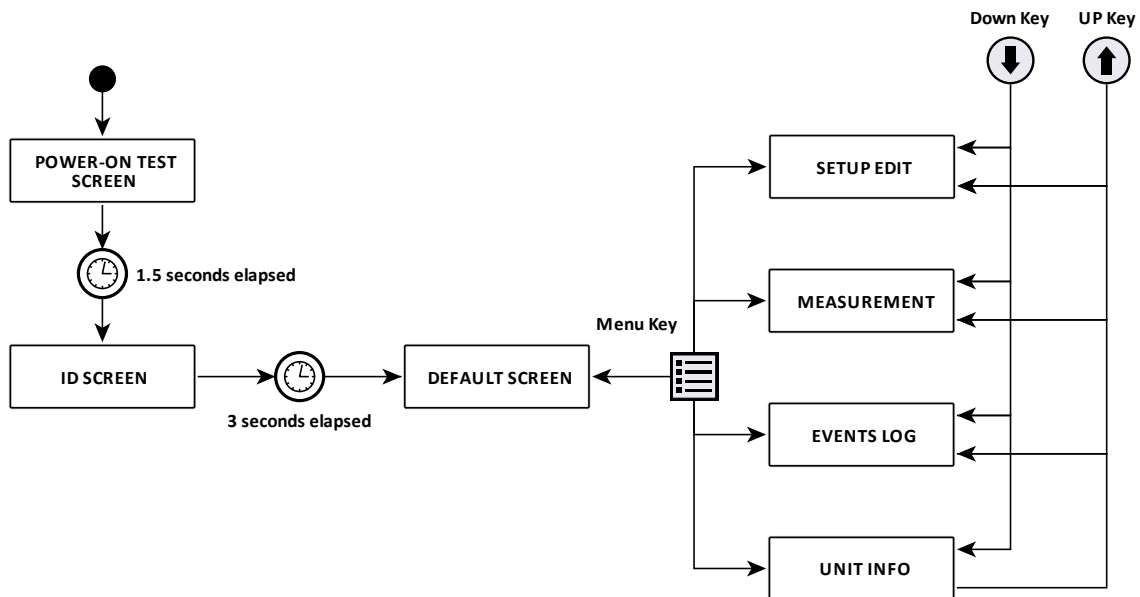 Down Key
UP Key
POWER-ON TEST
SCREEN
SETUP EDIT
1.5 seconds elapsed
MEASUREMENT
Menu Key
ID SCREEN
DEFAULT SCREEN
3 seconds elapsed
EVENTS LOG
UNIT INFO